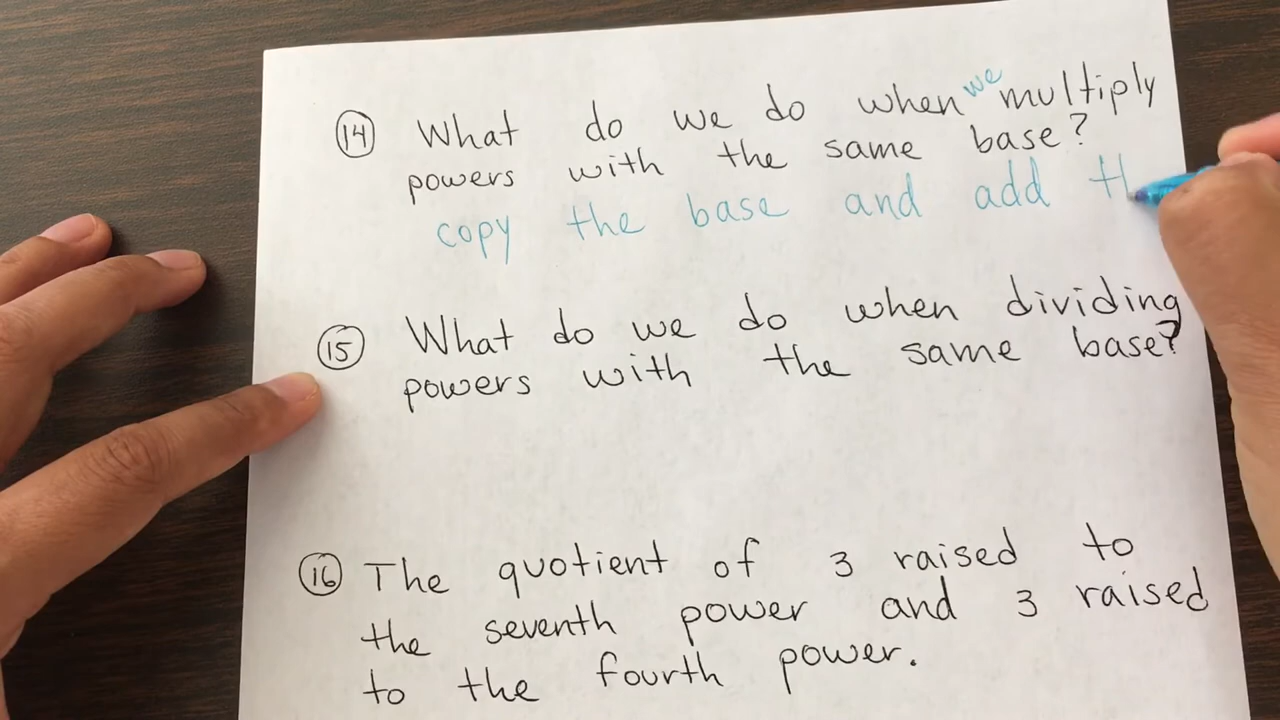 14 What do we do when we multiply
powers with the same base?
copy the base and add th
15 What do we do when dividing
powers with the same base?
16 The quotient of 3 raised to
the seventh power and 3 raised
to the fourth power.